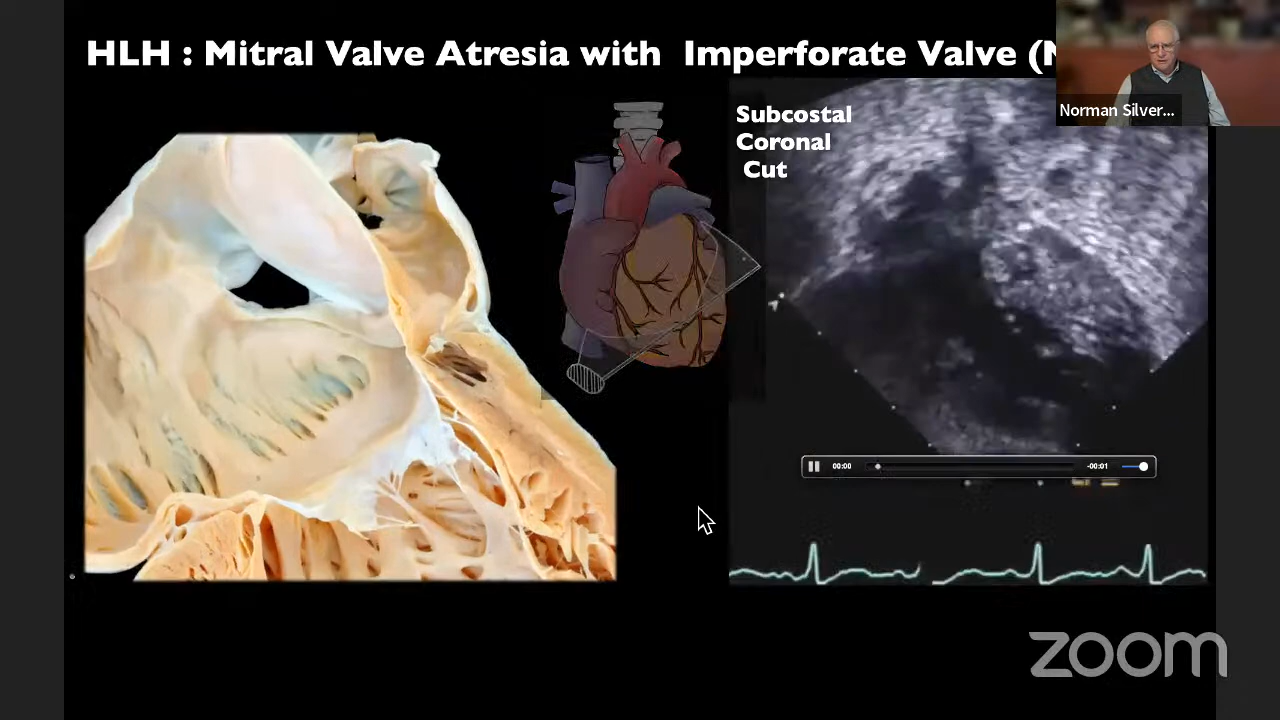 HLH : Mitral Valve Atresia with Imperforate Valve (
Norman Silver...
Subcostal
Coronal
Cut
00:00
-00:01
zoom